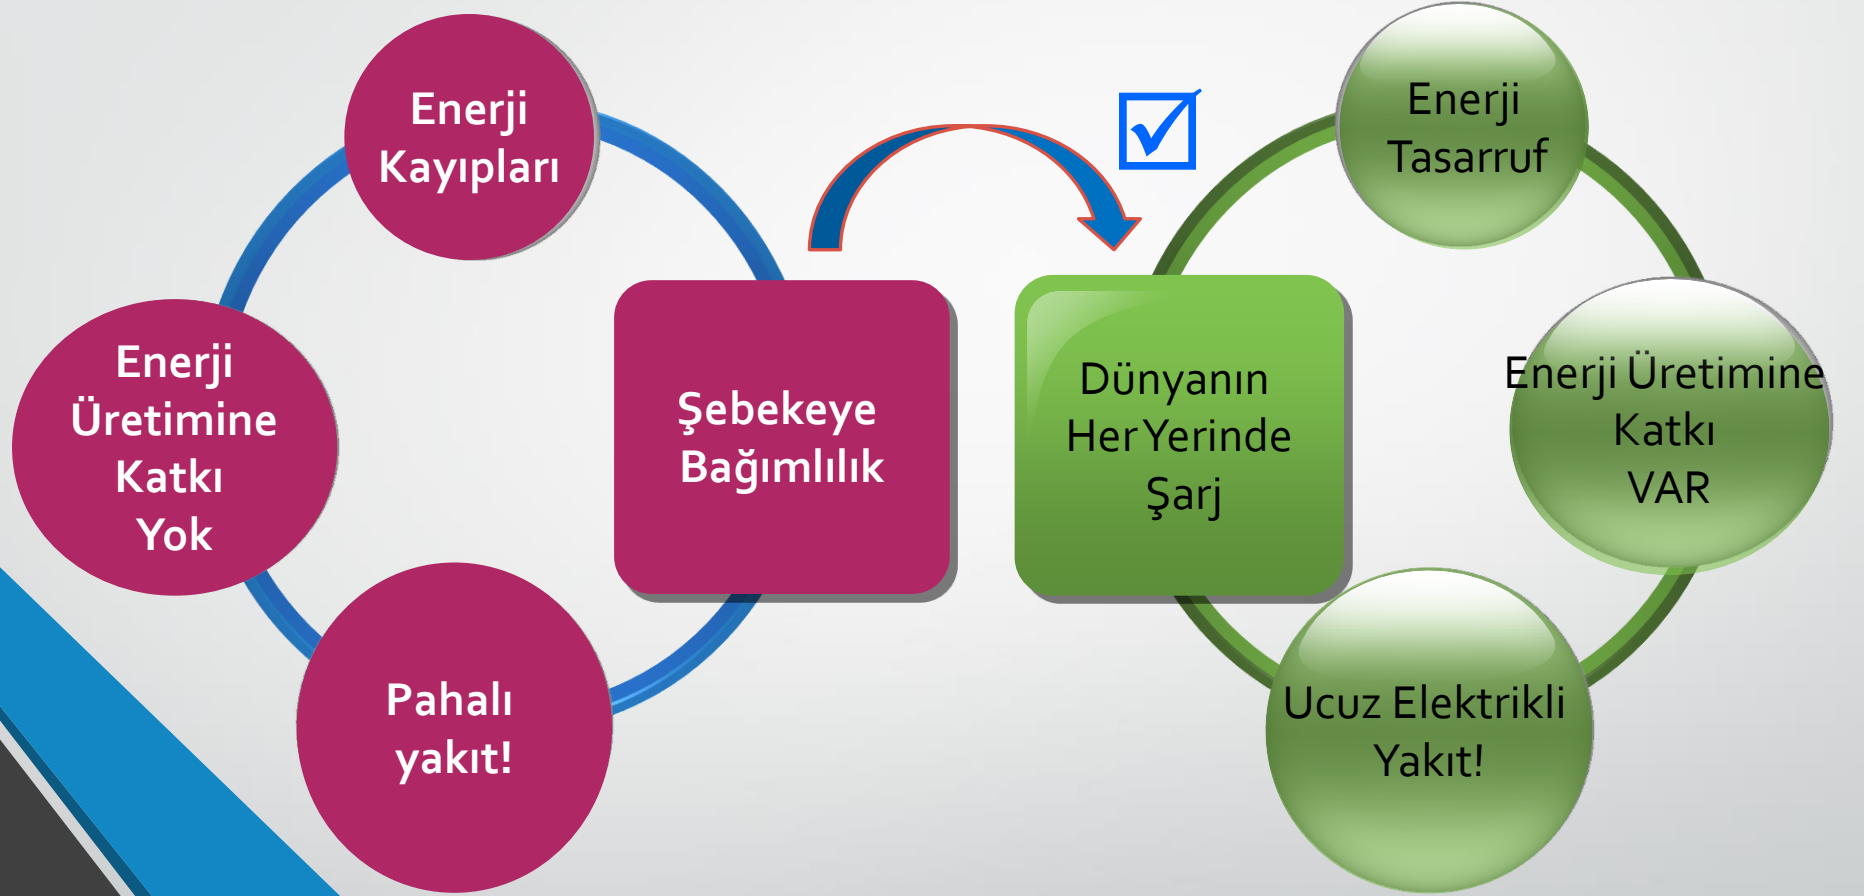 Enerji
Kayıpları
Enerji
Üretimine
Katkı
Yok
Şebekeye
Bağımlılık
Pahalı
yakıt!
Enerji
Tasarruf
Dünyanın
Her Yerinde
Şarj
Enerji Üretimine
Katkı
VAR
Ucuz Elektrikli
Yakıt!